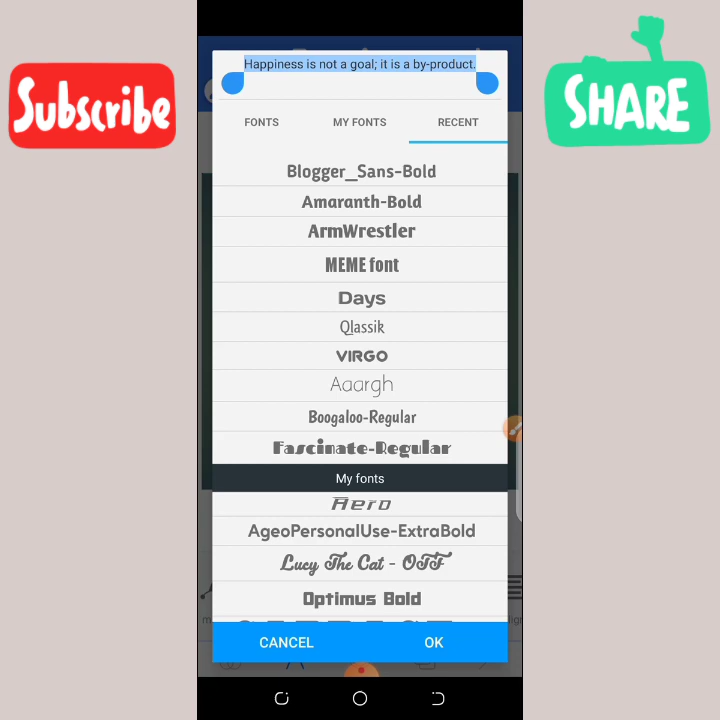 Subscribe
SHARE
Happiness is not a goal; it is a by-product.
FONTS MY FONTS RECENT
Blogger_Sans-Bold
Amaranth-Bold
ArmWrestler
MEME font
Days
Qlassik
VIRGO
Aaargh
Boogaloo-Regular
Fascinate-Regular
My fonts
Aero
AgeoPersonalUse-ExtraBold
Lucy The Cat - OTF
Optimus Bold
CANCEL OK